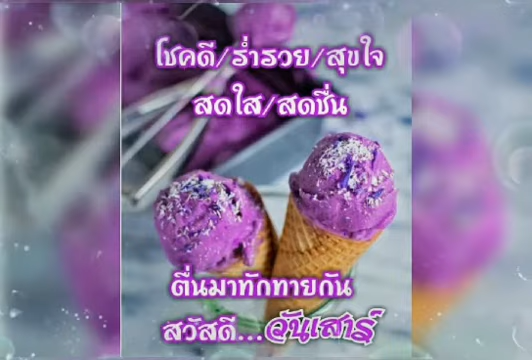 โชคดี/ร่ำรวย/สุขใจ
สดใส/สดชื่น
ตื่นมาทักทายกัน
สวัสดี...วันเสาร์